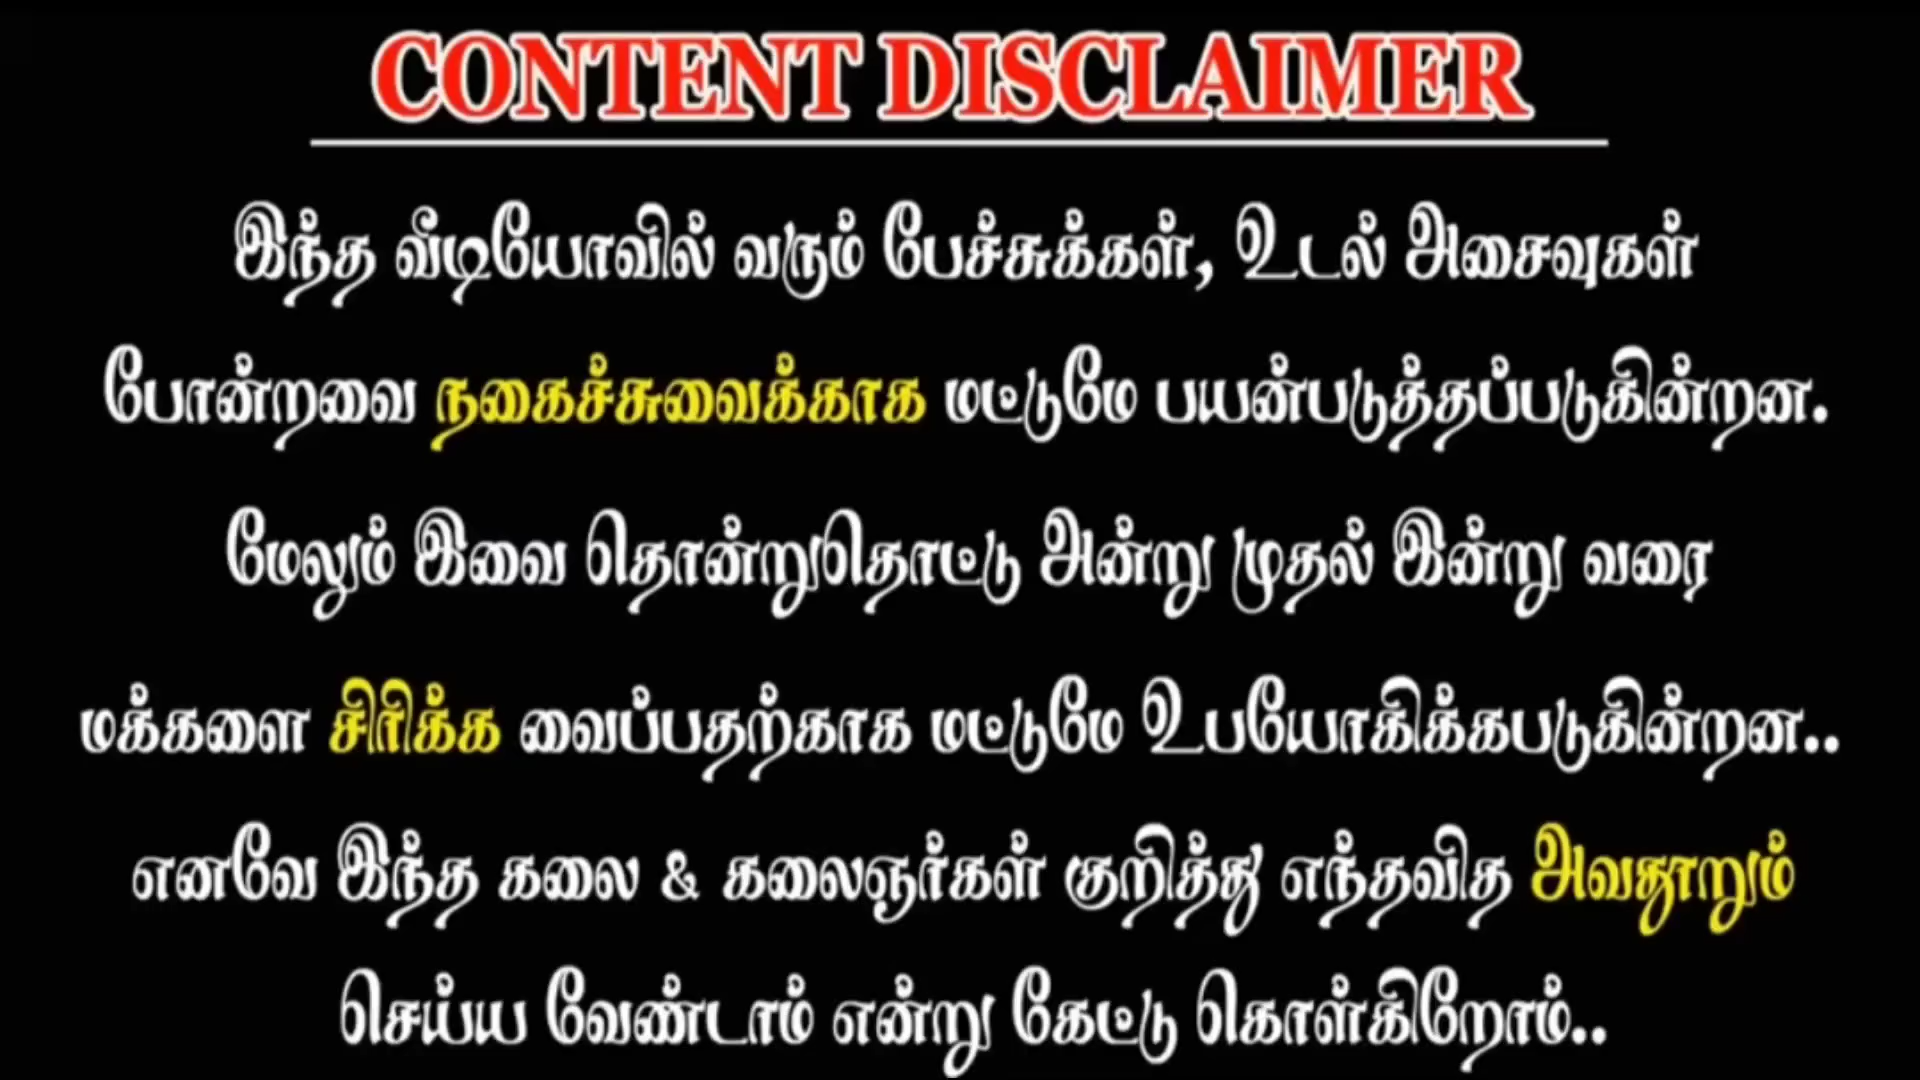 CONTENT DISCLAIMER
இந்த வீடியோவில் வரும் பேச்சுக்கள், உடல் அசைவுகள்
போன்றவை நகைச்சுவைக்காக மட்டுமே பயன்படுத்தப்படுகின்றன.
மேலும் இவை தொன்றுதொட்டு அன்று முதல் இன்று வரை
மக்களை சிரிக்க வைப்பதற்காக மட்டுமே உபயோகிக்கபடுகின்றன..
எனவே இந்த கலை & கலைஞர்கள் குறித்து எந்தவித அவதூறும்
செய்ய வேண்டாம் என்று கேட்டு கொள்கிறோம்..